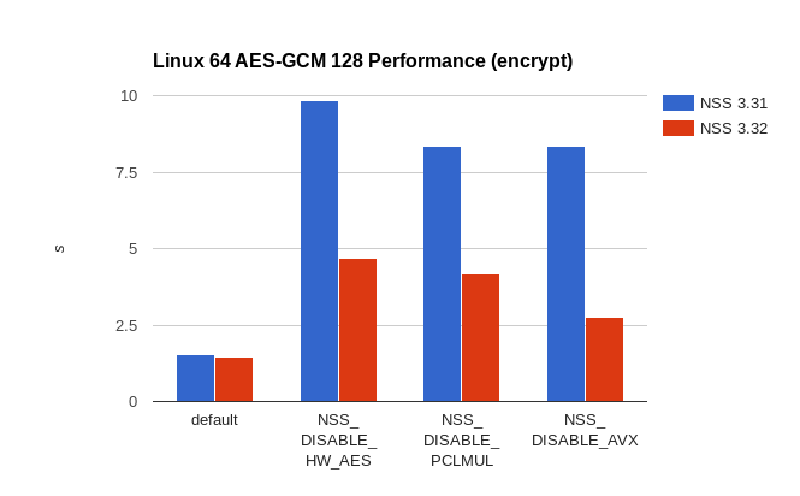 Linux 64 AES-GCM 128 Performance (encrypt)
NSS 3.31
NSS 3.32
s
10
7.5
5
2.5
0
default
NSS_
DISABLE_
HW_AES
NSS_
DISABLE_
PCLMUL
NSS_
DISABLE_AVX